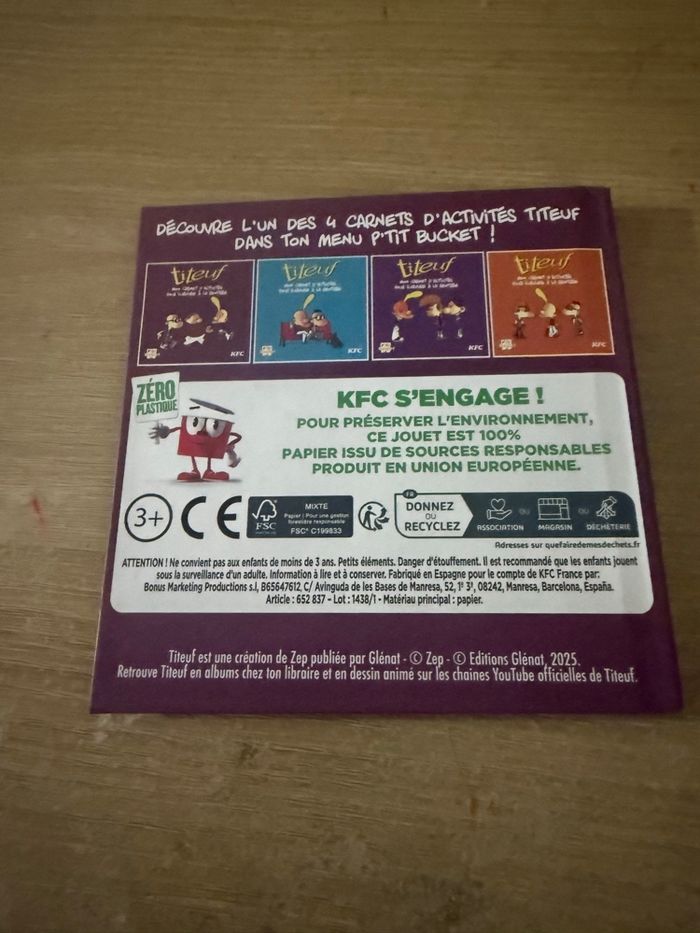 DÉCOUVRE L'UN DES 4 CARNETS D'ACTIVITÉS TITEUF
DANS TON MENU P'TIT BUCKET !
titeuf
titeuf
titeuf
titeuf
MON CARNET D'ACTIVITÉS
KFC
KFC
KFC
KFC
ZÉRO
PLASTIQUE
KFC S'ENGAGE !
POUR PRÉSERVER L'ENVIRONNEMENT,
CE JOUET EST 100%
PAPIER ISSU DE SOURCES RESPONSABLES
PRODUIT EN UNION EUROPÉENNE.
3+
CE
FSC
MIXTE
Papier | Pour une gestion
forestière responsable
FSC® C199833
FR
DONNEZ
OU
RECYCLEZ
ASSOCIATION
OU
MAGASIN
OU
DÉCHÈTERIE
Adresses sur quefairedemesdechets.fr
ATTENTION ! Ne convient pas aux enfants de moins de 3 ans. Petits éléments. Danger d'étouffement. Il est recommandé que les enfants jouent
sous la surveillance d'un adulte. Information à lire et à conserver. Fabriqué en Espagne pour le compte de KFC France par:
Bonus Marketing Productions s.l, B65647612, C/ Avinguda de les Bases de Manresa, 52, 1º 3ª, 08242, Manresa, Barcelona, España.
Article : 652 837 - Lot : 1438/1 - Matériau principal : papier.
Titeuf est une création de Zep publiée par Glénat - © Zep - © Editions Glénat, 2025.
Retrouve Titeuf en albums chez ton libraire et en dessin animé sur les chaines YouTube officielles de Titeuf.